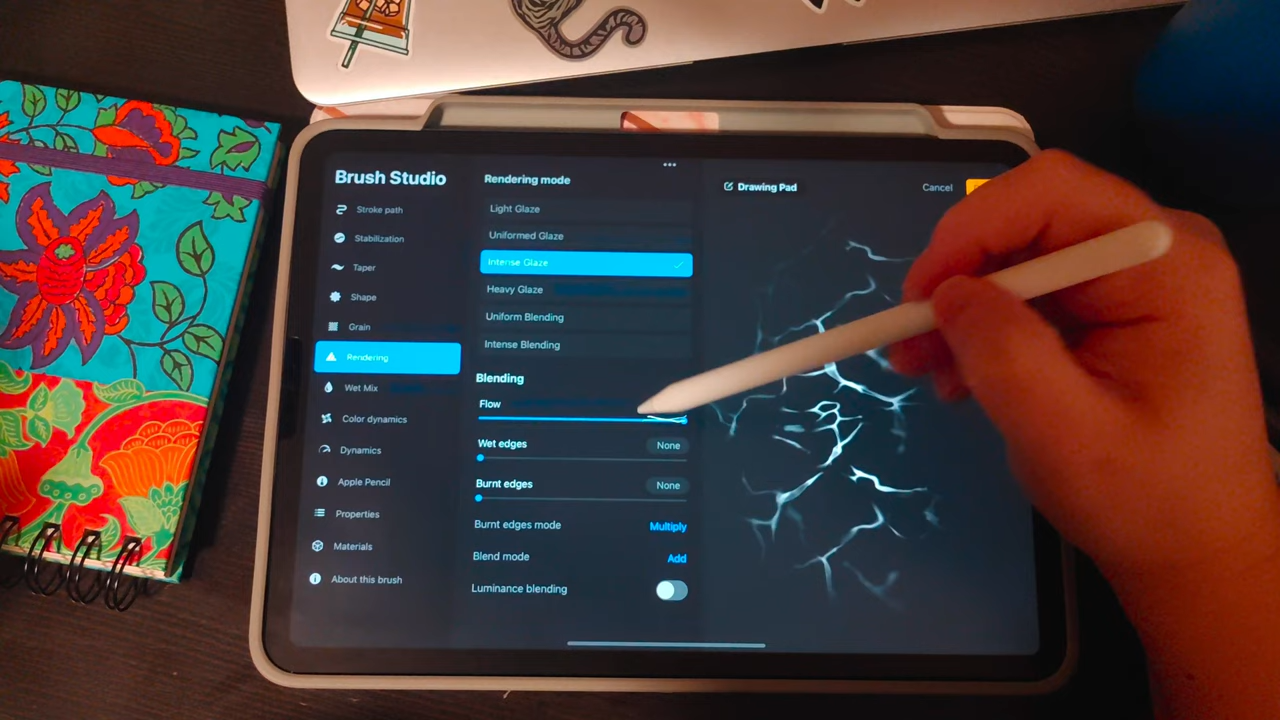 Brush Studio
Stroke path
Stabilization
Taper
Shape
Grain
Rendering
Wet Mix
Color dynamics
Dynamics
Apple Pencil
Properties
Materials
About this brush
Rendering mode
Light Glaze
Uniformed Glaze
Intense Glaze
Heavy Glaze
Uniform Blending
Intense Blending
Blending
Flow
Wet edges None
Burnt edges None
Burnt edges mode Multiply
Blend mode Add
Luminance blending
Drawing Pad
Cancel